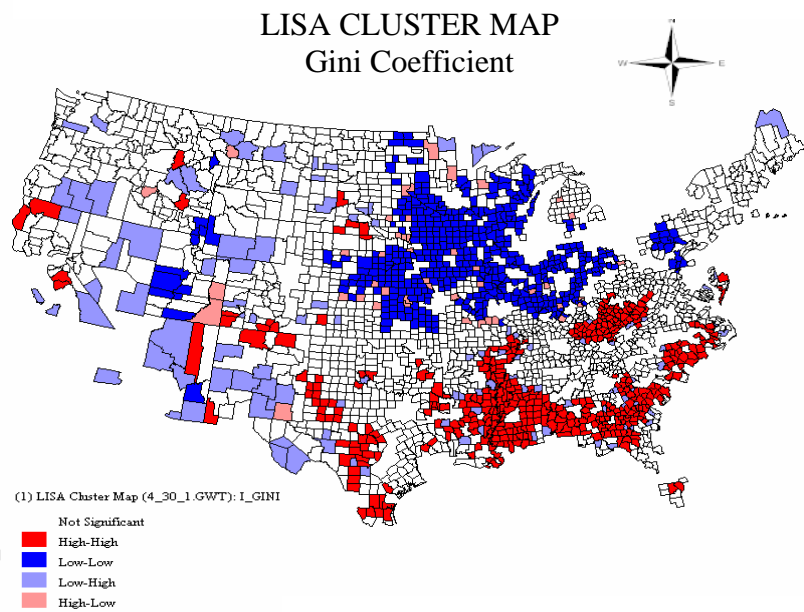 LISA CLUSTER MAP
Gini Coefficient
N
W E
S
(1) LISA Cluster Map (4_30_1.GWT): I_GINI
Not Significant
High-High
Low-Low
Low-High
High-Low